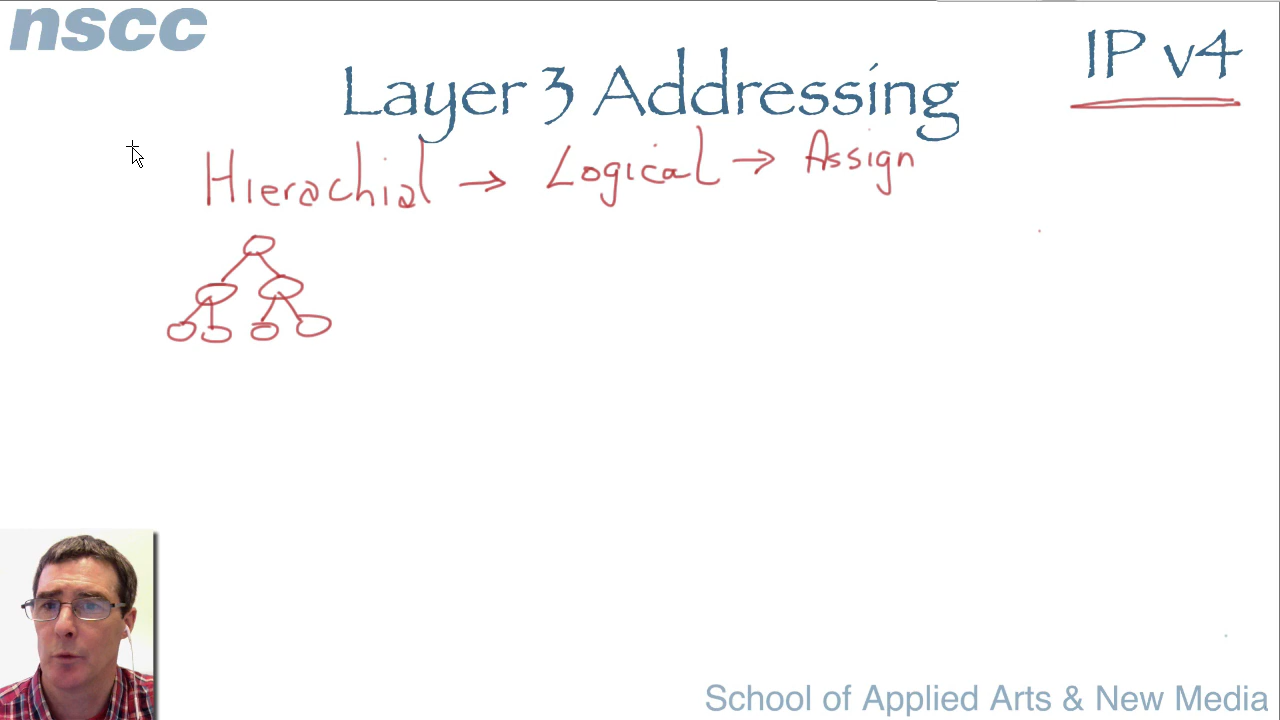 nscc
IP v4
Layer 3 Addressing
Hierachial → Logical → Assign
School of Applied Arts & New Media